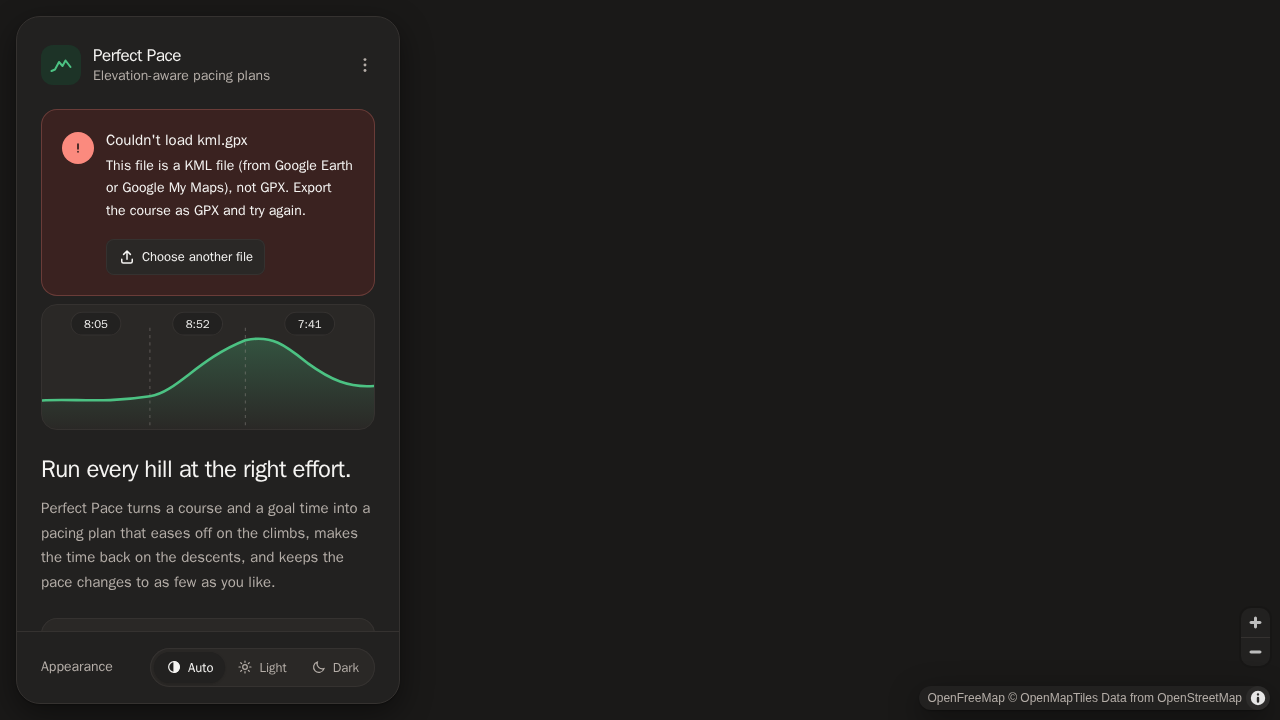 Perfect Pace
Elevation-aware pacing plans
!
Couldn't load kml.gpx
This file is a KML file (from Google Earth
or Google My Maps), not GPX. Export
the course as GPX and try again.
Choose another file
8:05 8:52 7:41
Run every hill at the right effort.
Perfect Pace turns a course and a goal time into a
pacing plan that eases off on the climbs, makes
the time back on the descents, and keeps the
pace changes to as few as you like.
Appearance Auto Light Dark
OpenFreeMap © OpenMapTiles Data from OpenStreetMap